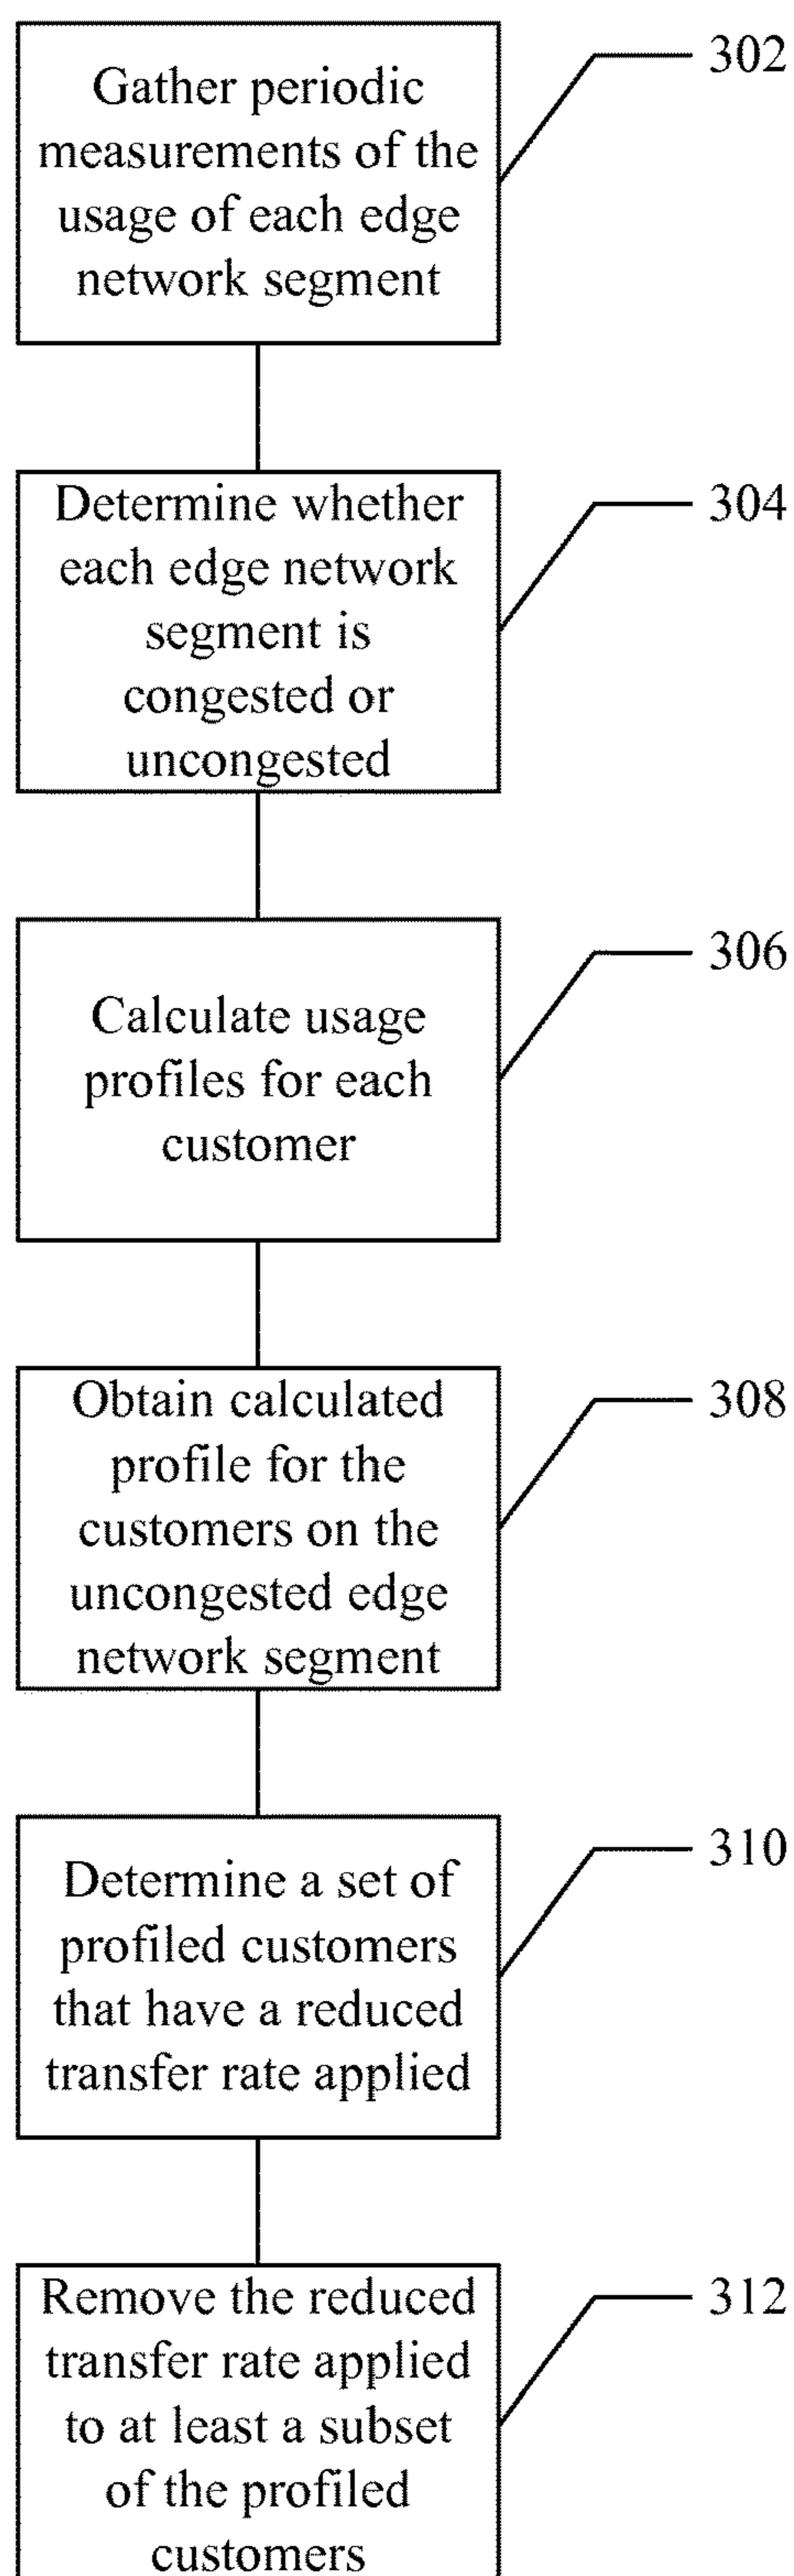 Gather periodic
measurements of the
usage of each edge
network segment
302
Determine whether
each edge network
segment is
congested or
uncongested
304
Calculate usage
profiles for each
customer
306
Obtain calculated
profile for the
customers on the
uncongested edge
network segment
308
Determine a set of
profiled customers
that have a reduced
transfer rate applied
310
Remove the reduced
transfer rate applied
to at least a subset
of the profiled
customers
312